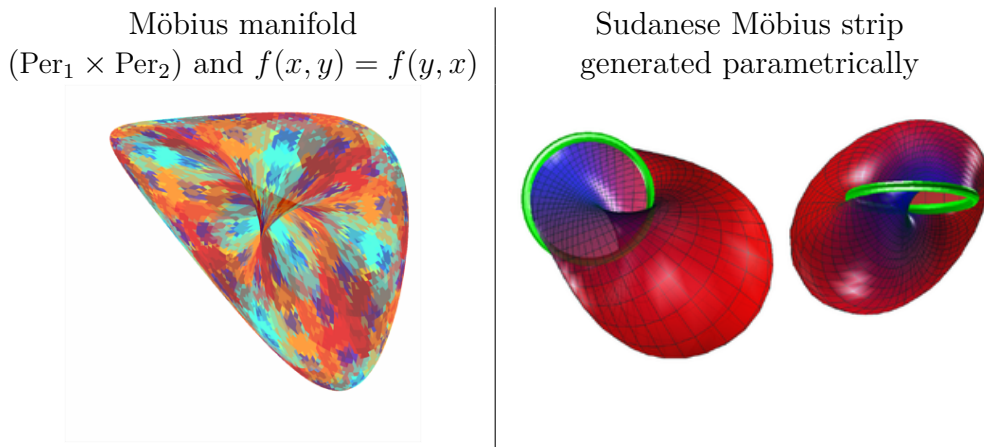 Möbius manifold
(Per₁ × Per₂) and f(x, y) = f(y, x)
Sudanese Möbius strip
generated parametrically